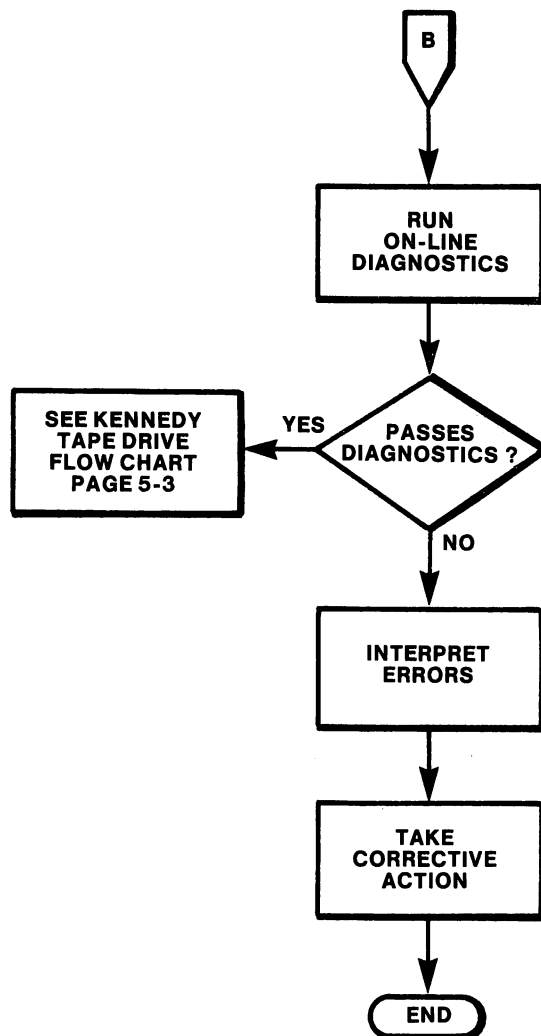 B
RUN
ON-LINE
DIAGNOSTICS
PASSES
DIAGNOSTICS ?
YES
SEE KENNEDY
TAPE DRIVE
FLOW CHART
PAGE 5-3
NO
INTERPRET
ERRORS
TAKE
CORRECTIVE
ACTION
END